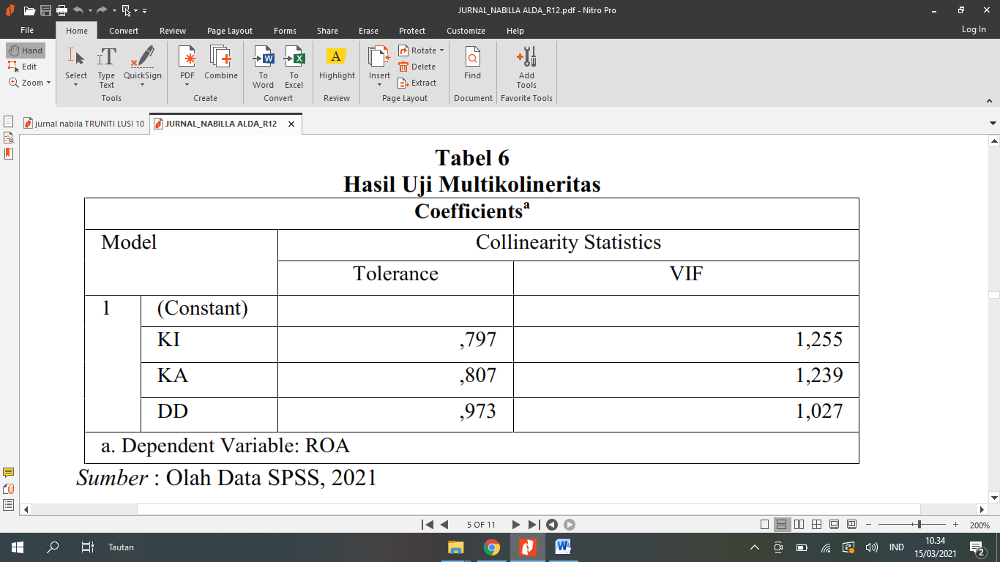 JURNAL_NABILLA ALDA_R12.pdf - Nitro Pro
File Home Convert Review Page Layout Forms Share Erase Protect Customize Help Log In
Hand
Edit
Zoom
Select
Type Text
QuickSign
Tools
PDF
Combine
Create
To Word
To Excel
Convert
A
Highlight
Review
Insert
Rotate
Delete
Extract
Page Layout
Find
Document
Add Tools
Favorite Tools
jurnal nabila TRUNITI LUSI 10
JURNAL_NABILLA ALDA_R12
Tabel 6
Hasil Uji Multikolineritas
Coefficientsa
Model Collinearity Statistics
Tolerance VIF
1 (Constant)
KI ,797 1,255
KA ,807 1,239
DD ,973 1,027
a. Dependent Variable: ROA
Sumber : Olah Data SPSS, 2021
5 OF 11
200%
Tautan
IND
10.34
15/03/2021
2